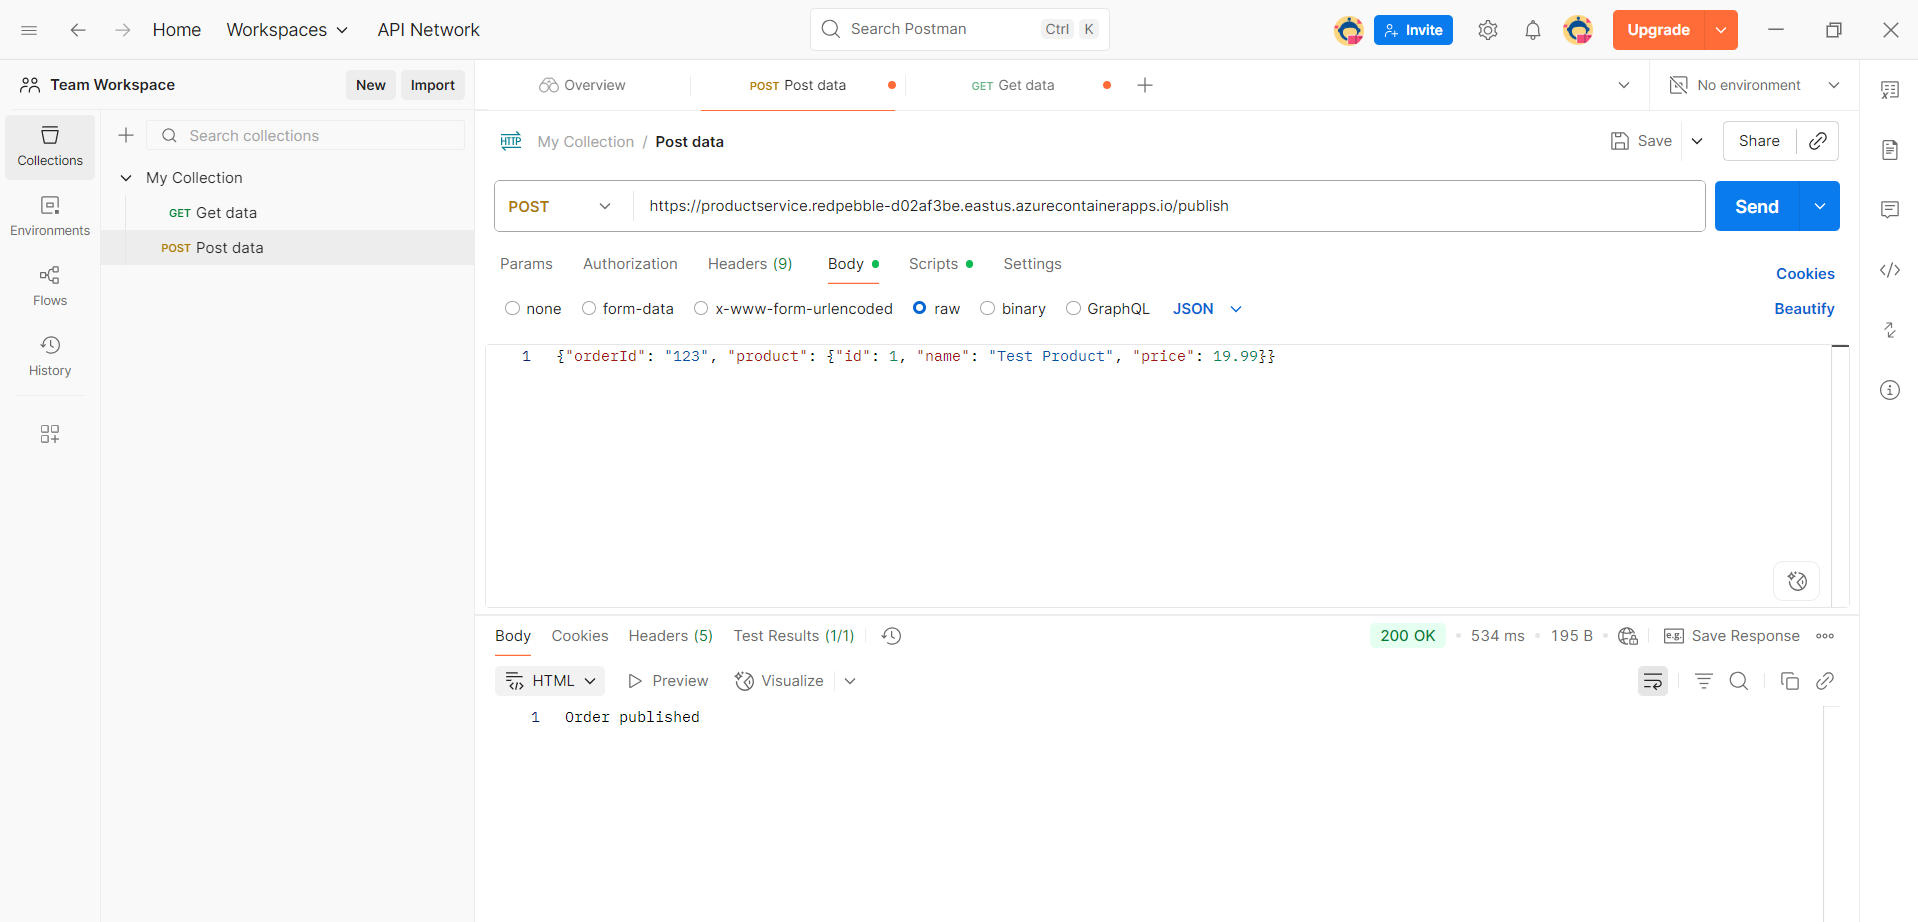 Home Workspaces API Network Search Postman Ctrl K Invite Upgrade
Team Workspace New Import Overview POST Post data GET Get data No environment
Collections
Environments
Flows
History
Search collections
My Collection
GET Get data
POST Post data
HTTP My Collection / Post data Save Share
POST https://productservice.redpebble-d02af3be.eastus.azurecontainerapps.io/publish Send
Params Authorization Headers (9) Body Scripts Settings Cookies
none form-data x-www-form-urlencoded raw binary GraphQL JSON Beautify
1 {"orderId": "123", "product": {"id": 1, "name": "Test Product", "price": 19.99}}
Body Cookies Headers (5) Test Results (1/1) 200 OK 534 ms 195 B e.g. Save Response
HTML Preview Visualize
1 Order published